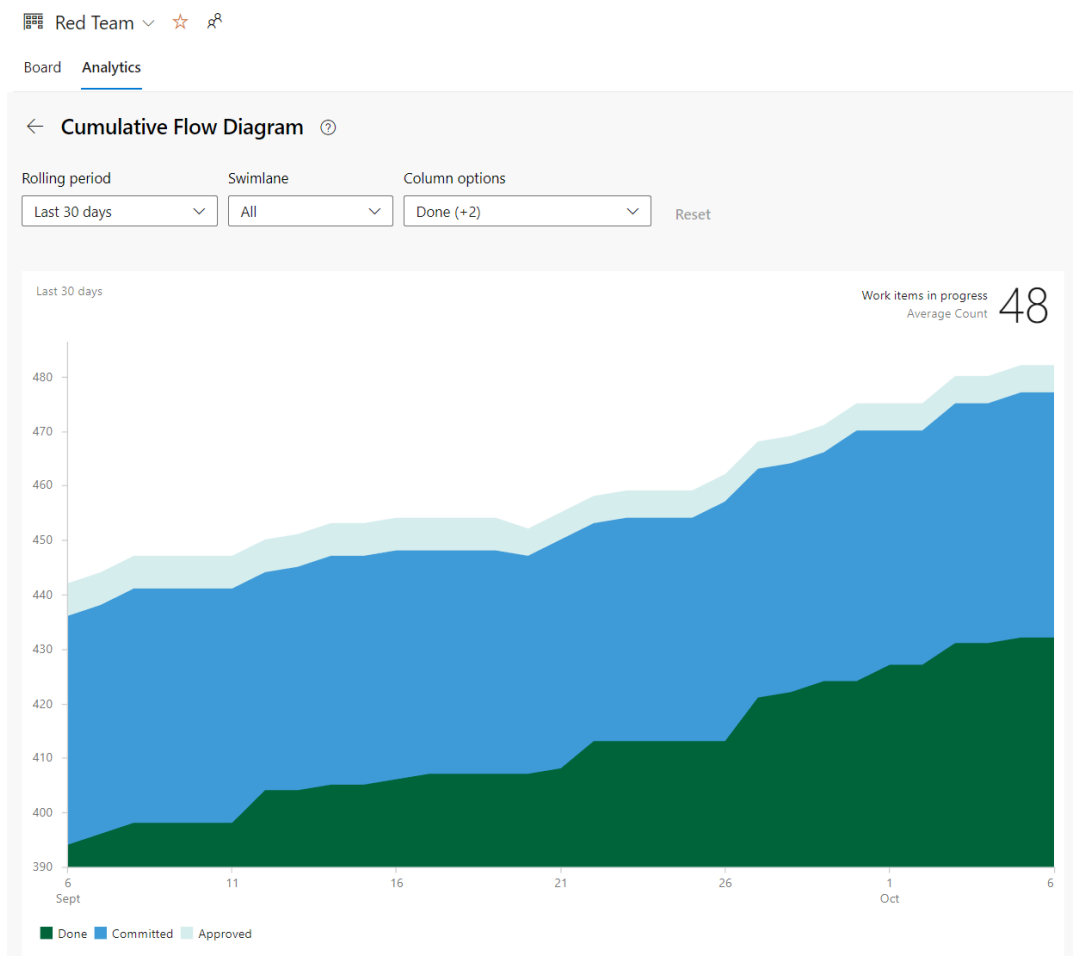 Red Team
Board Analytics
Cumulative Flow Diagram
Rolling period Swimlane Column options
Last 30 days All Done (+2) Reset
Last 30 days
Work items in progress
Average Count
48
480
470
460
450
440
430
420
410
400
390
6 11 16 21 26 1 6
Sept Oct
Done Committed Approved